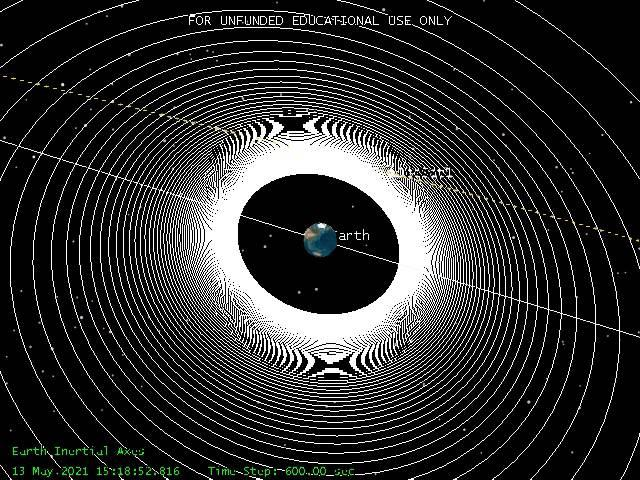 FOR UNFUNDED EDUCATIONAL USE ONLY
Earth
Earth Inertial Axes
13 May 2021 15:18:52.816    Time Step: 600.00 sec